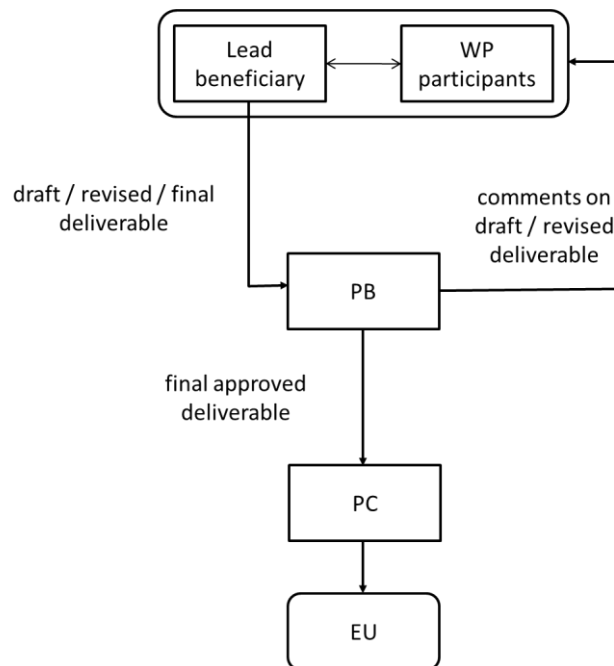 Lead
beneficiary
WP
participants
draft / revised / final
deliverable
comments on
draft / revised
deliverable
PB
final approved
deliverable
PC
EU